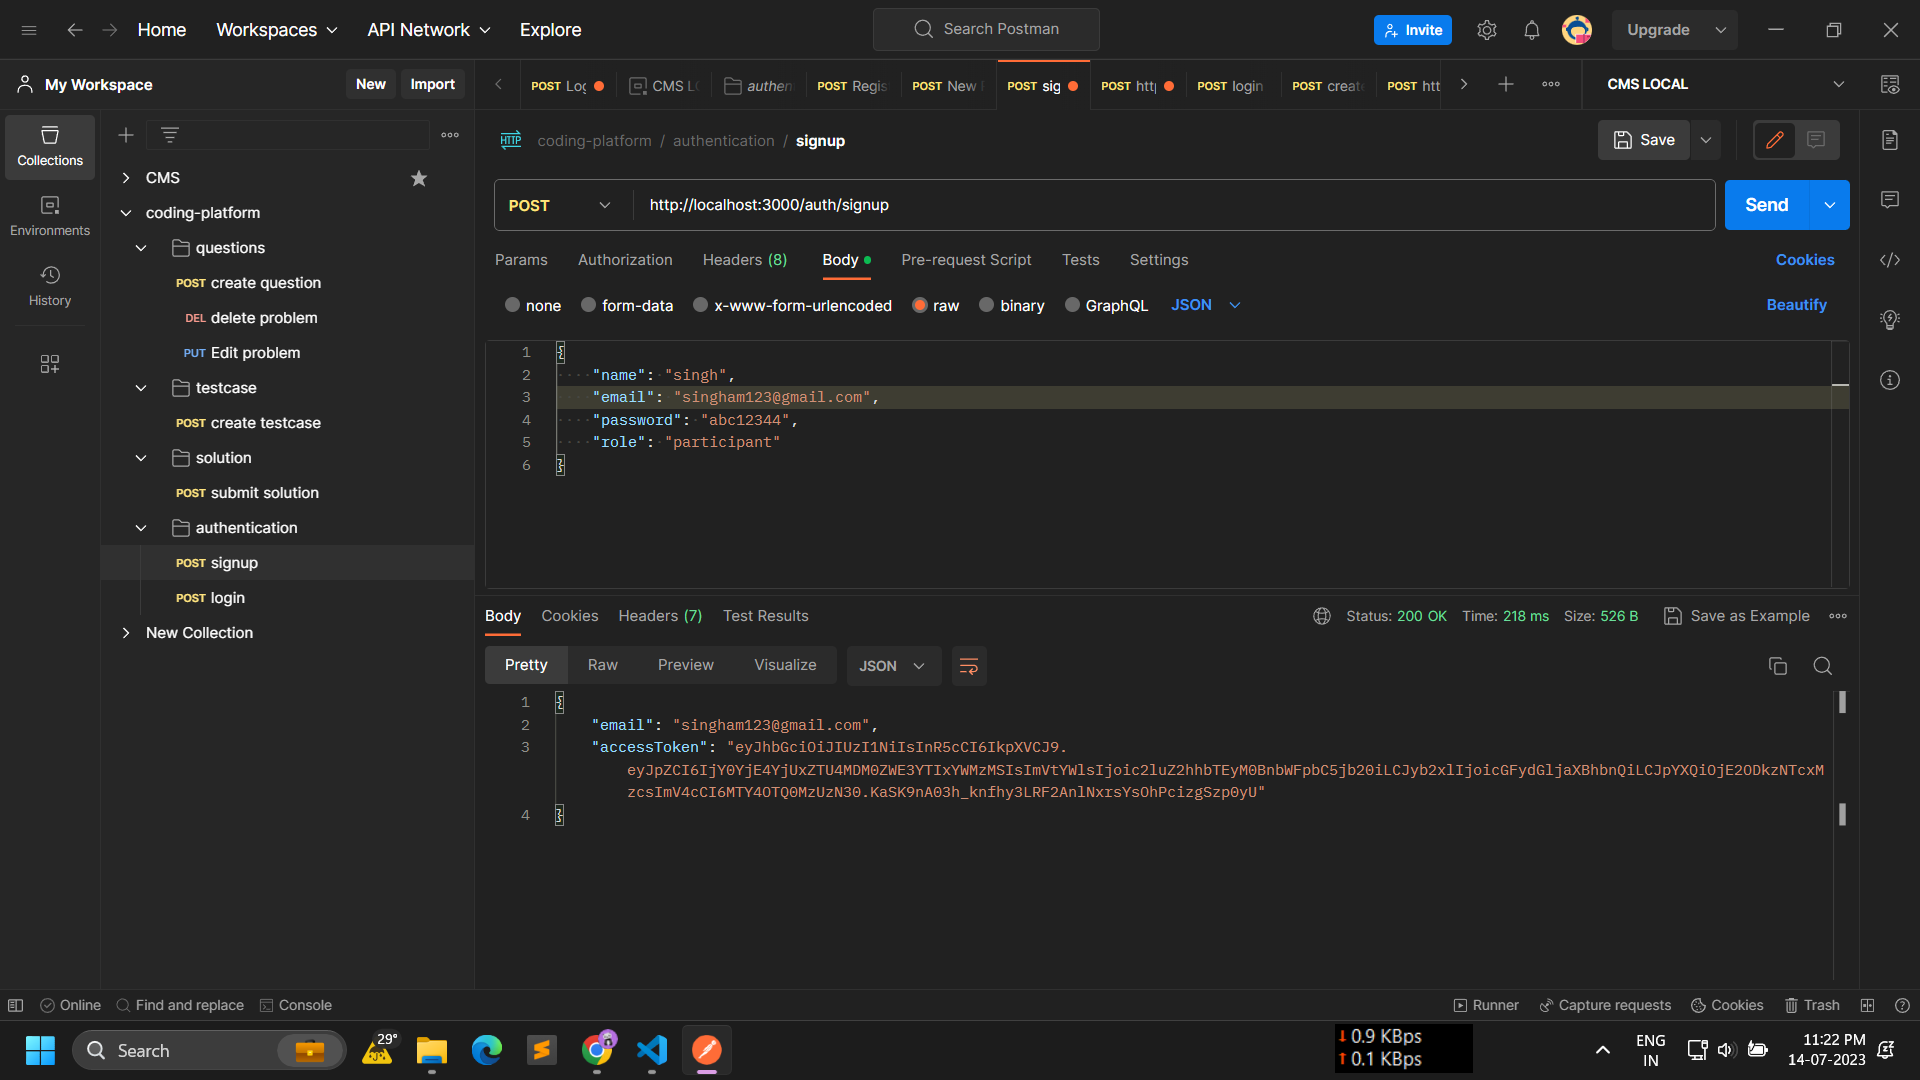 Home
Workspaces
API Network
Explore
Search Postman
Invite
Upgrade
My Workspace
New
Import
POST Log
CMS LO
authen
POST Regis
POST New
POST sig
POST http
POST login
POST create
POST htt
CMS LOCAL
Collections
Environments
History
CMS
coding-platform
questions
POST create question
DEL delete problem
PUT Edit problem
testcase
POST create testcase
solution
POST submit solution
authentication
POST signup
POST login
New Collection
HTTP coding-platform / authentication / signup
Save
POST http://localhost:3000/auth/signup
Send
Params Authorization Headers (8) Body Pre-request Script Tests Settings Cookies
none form-data x-www-form-urlencoded raw binary GraphQL JSON Beautify
1 {
2 "name": "singh",
3 "email": "singham123@gmail.com",
4 "password": "abc12344",
5 "role": "participant"
6 }
Body Cookies Headers (7) Test Results Status: 200 OK Time: 218 ms Size: 526 B Save as Example
Pretty Raw Preview Visualize JSON
1 {
2 "email": "singham123@gmail.com",
3 "accessToken": "eyJhbGciOiJIUzI1NiIsInR5cCI6IkpXVCJ9.
eyJpZCI6IjY0YjE4YjUxZTU4MDM0ZWE3YTIxYWMzMSIsImVtYWlsIjoic2luZ2hhbTEyM0BnbWFpbC5jb20iLCJyb2xlIjoicGFydGljaXBhbnQiLCJpYXQiOjE2ODkzNTcxM
zcsImV4cCI6MTY4OTQ0MzUzN30.KaSK9nA03h_knfhy3LRF2AnlNxrsYsOhPcizgSzp0yU"
4 }
Online
Find and replace
Console
Runner
Capture requests
Cookies
Trash
Search
29°
0.9 KBps
0.1 KBps
ENG
IN
11:22 PM
14-07-2023